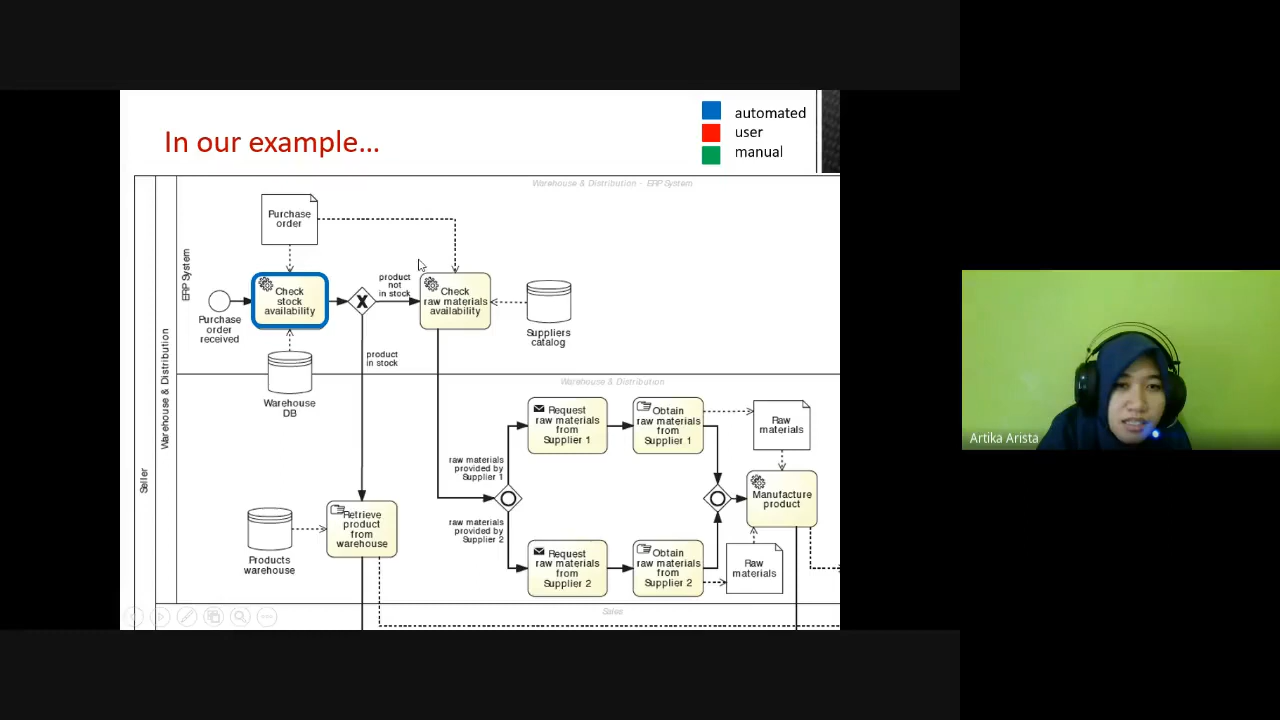 In our example...
automated
user
manual
Warehouse & Distribution - ERP System
Purchase
order
ERP System
Check
stock
availability
X
product
not
in stock
Check
raw materials
availability
Purchase
order
received
Suppliers
catalog
product
in stock
Warehouse
DB
Warehouse & Distribution
Warehouse & Distribution
Seller
Request
raw materials
from
Supplier 1
Obtain
raw materials
from
Supplier 1
Raw
materials
raw materials
provided by
Supplier 1
Manufacture
product
Retrieve
product
from
warehouse
raw materials
provided by
Supplier 2
Products
warehouse
Request
raw materials
from
Supplier 2
Obtain
raw materials
from
Supplier 2
Raw
materials
Sales
Artika Arista